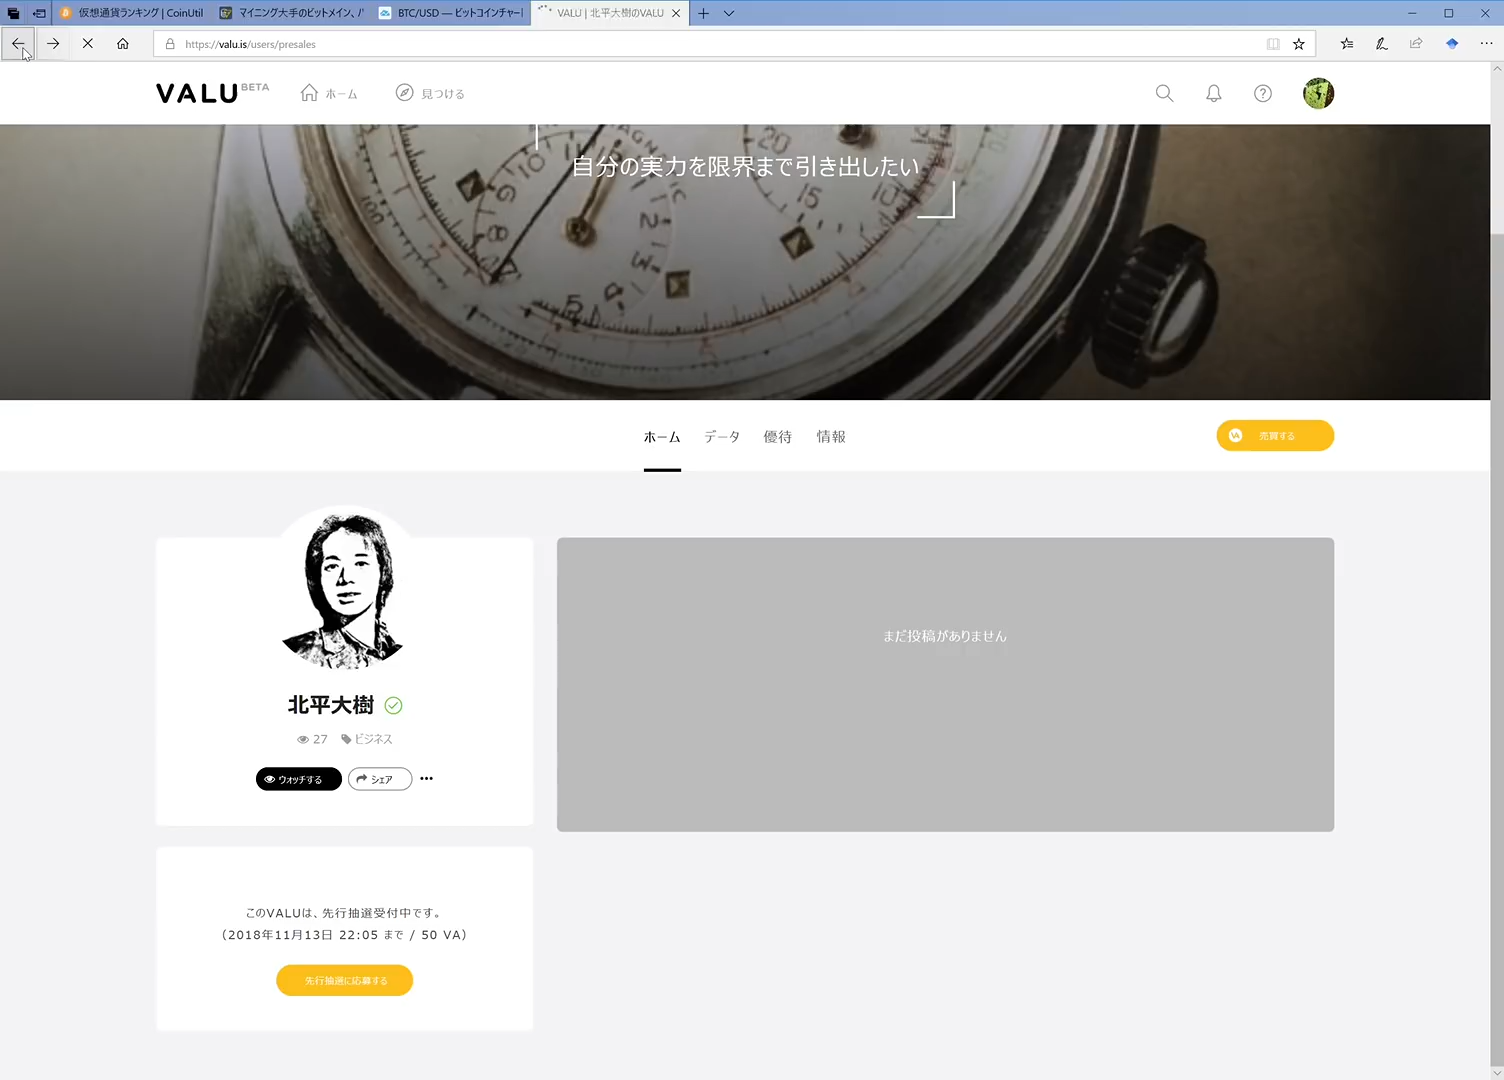 仮想通貨ランキング | CoinUtil
マイニング大手のビットメイン、ﾊﾟ
BTC/USD — ビットコインチャート
VALU | 北平大樹のVALU
https://valu.is/users/presales
VALU BETA
ホーム
見つける
自分の実力を限界まで引き出したい
ホーム
データ
優待
情報
売買する
北平大樹
27
ビジネス
ウォッチする
シェア
まだ投稿がありません
このVALUは、先行抽選受付中です。
（2018年11月13日 22:05 まで / 50 VA）
先行抽選に応募する